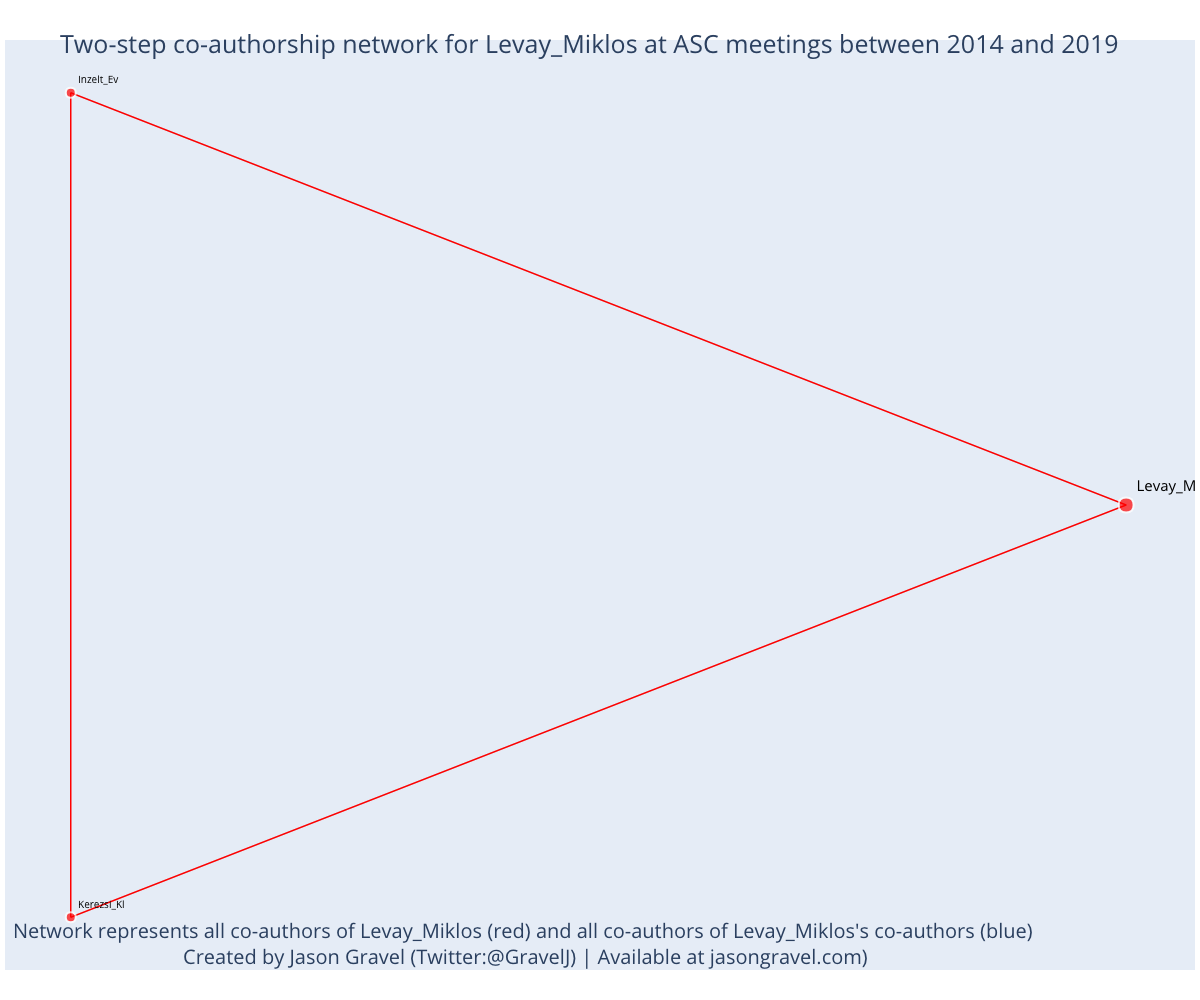 Two-step co-authorship network for Levay_Miklos at ASC meetings between 2014 and 2019
Inzelt_Ev
Levay_M
Kerezsi_Kl
Network represents all co-authors of Levay_Miklos (red) and all co-authors of Levay_Miklos's co-authors (blue)
Created by Jason Gravel (Twitter:@GravelJ) | Available at jasongravel.com)